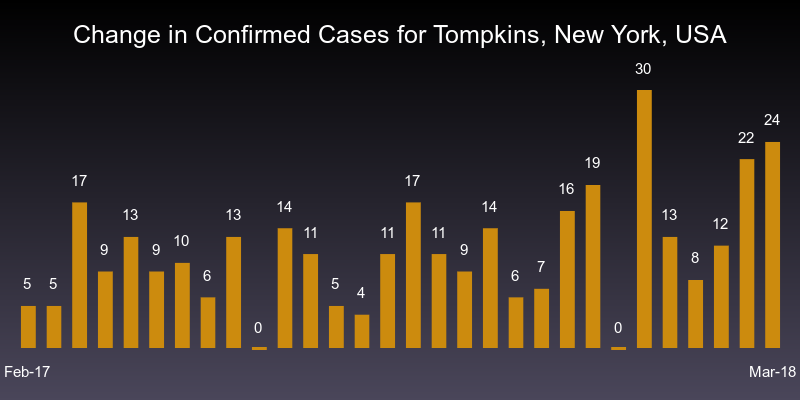 Change in Confirmed Cases for Tompkins, New York, USA
5 5 17 9 13 9 10 6 13 0 14 11 5 4 11 17 11 9 14 6 7 16 19 0 30 13 8 12 22 24
Feb-17 Mar-18